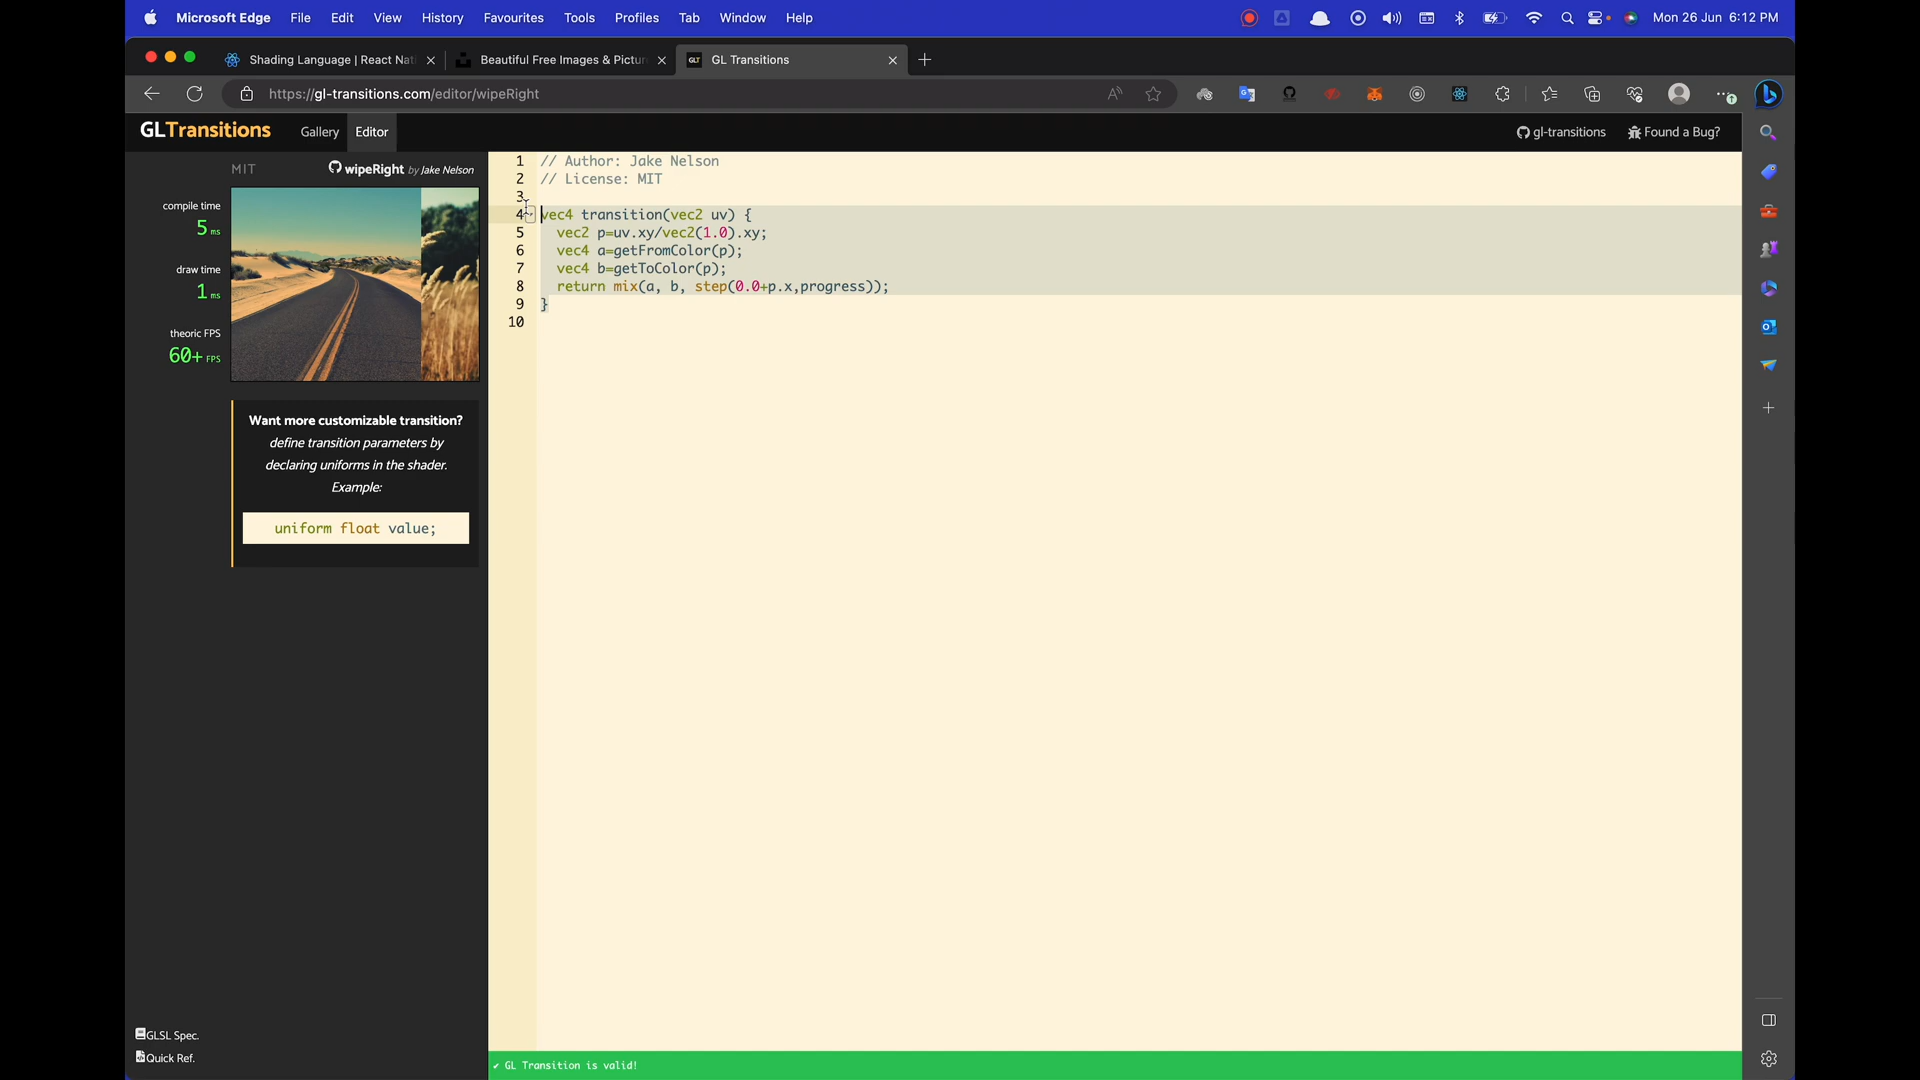 Microsoft Edge File Edit View History Favourites Tools Profiles Tab Window Help Mon 26 Jun 6:12 PM
Shading Language | React Nati Beautiful Free Images & Pictur GLT GL Transitions
https://gl-transitions.com/editor/wipeRight
GLTransitions Gallery Editor gl-transitions Found a Bug?
MIT wipeRight by Jake Nelson
compile time
5 ms
draw time
1 ms
theoric FPS
60+ FPS
Want more customizable transition?
define transition parameters by
declaring uniforms in the shader.
Example:
uniform float value;
GLSL Spec.
Quick Ref.
1 // Author: Jake Nelson
2 // License: MIT
3
4 vec4 transition(vec2 uv) {
5 vec2 p=uv.xy/vec2(1.0).xy;
6 vec4 a=getFromColor(p);
7 vec4 b=getToColor(p);
8 return mix(a, b, step(0.0+p.x,progress));
9 }
10
✔ GL Transition is valid!